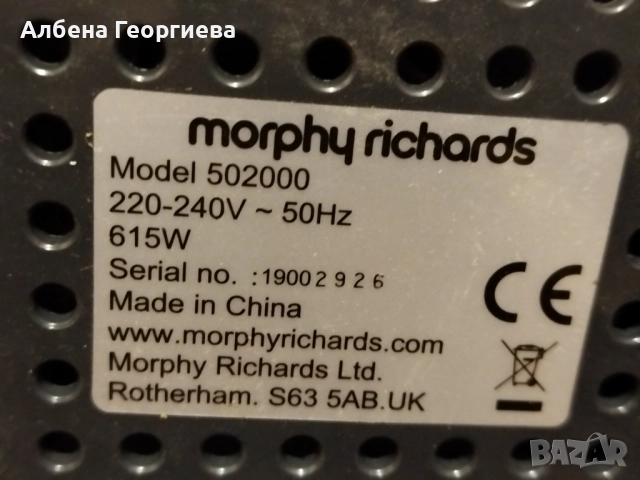 Албена Георгиева
morphy richards
Model 502000
220-240V ~ 50Hz
615W
Serial no. :19002926
Made in China
CE
www.morphyrichards.com
Morphy Richards Ltd.
Rotherham. S63 5AB.UK
BAZAR